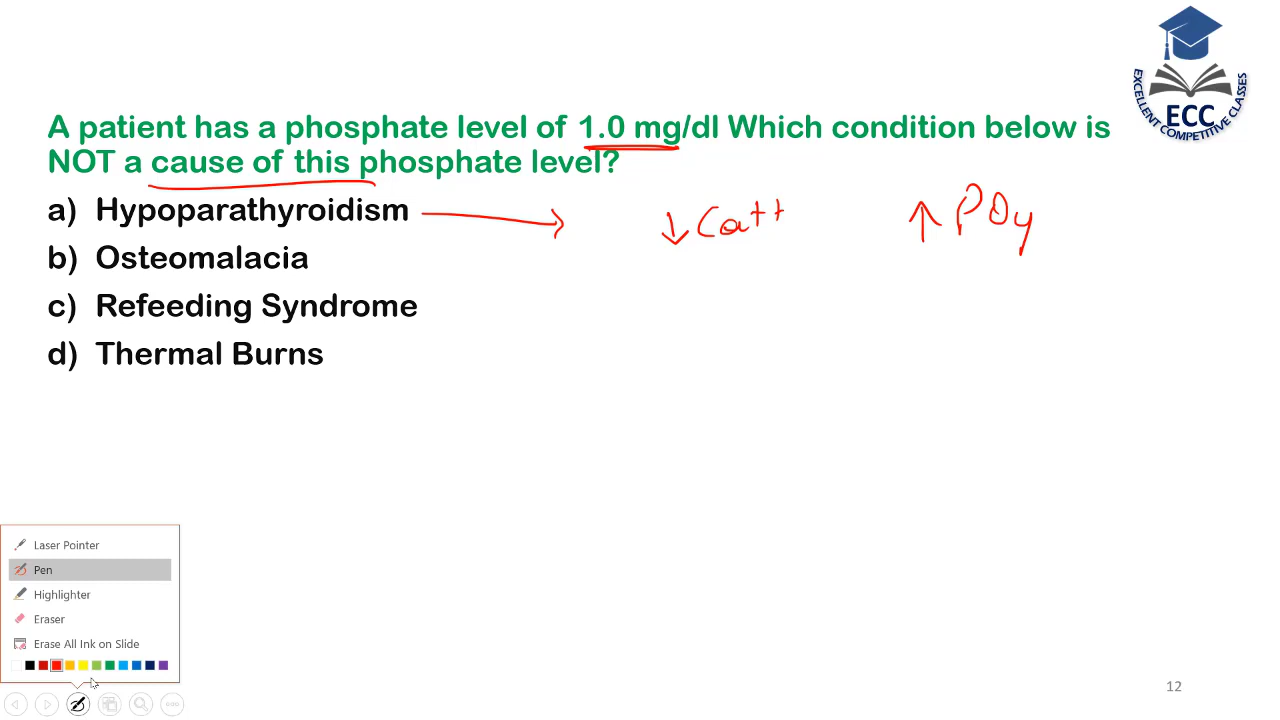 A patient has a phosphate level of 1.0 mg/dl Which condition below is
NOT a cause of this phosphate level?
a) Hypoparathyroidism
↓ Ca++ ↑ PO4
b) Osteomalacia
c) Refeeding Syndrome
d) Thermal Burns
EXCELLENT COMPETITIVE CLASSES
ECC
Laser Pointer
Pen
Highlighter
Eraser
Erase All Ink on Slide
12